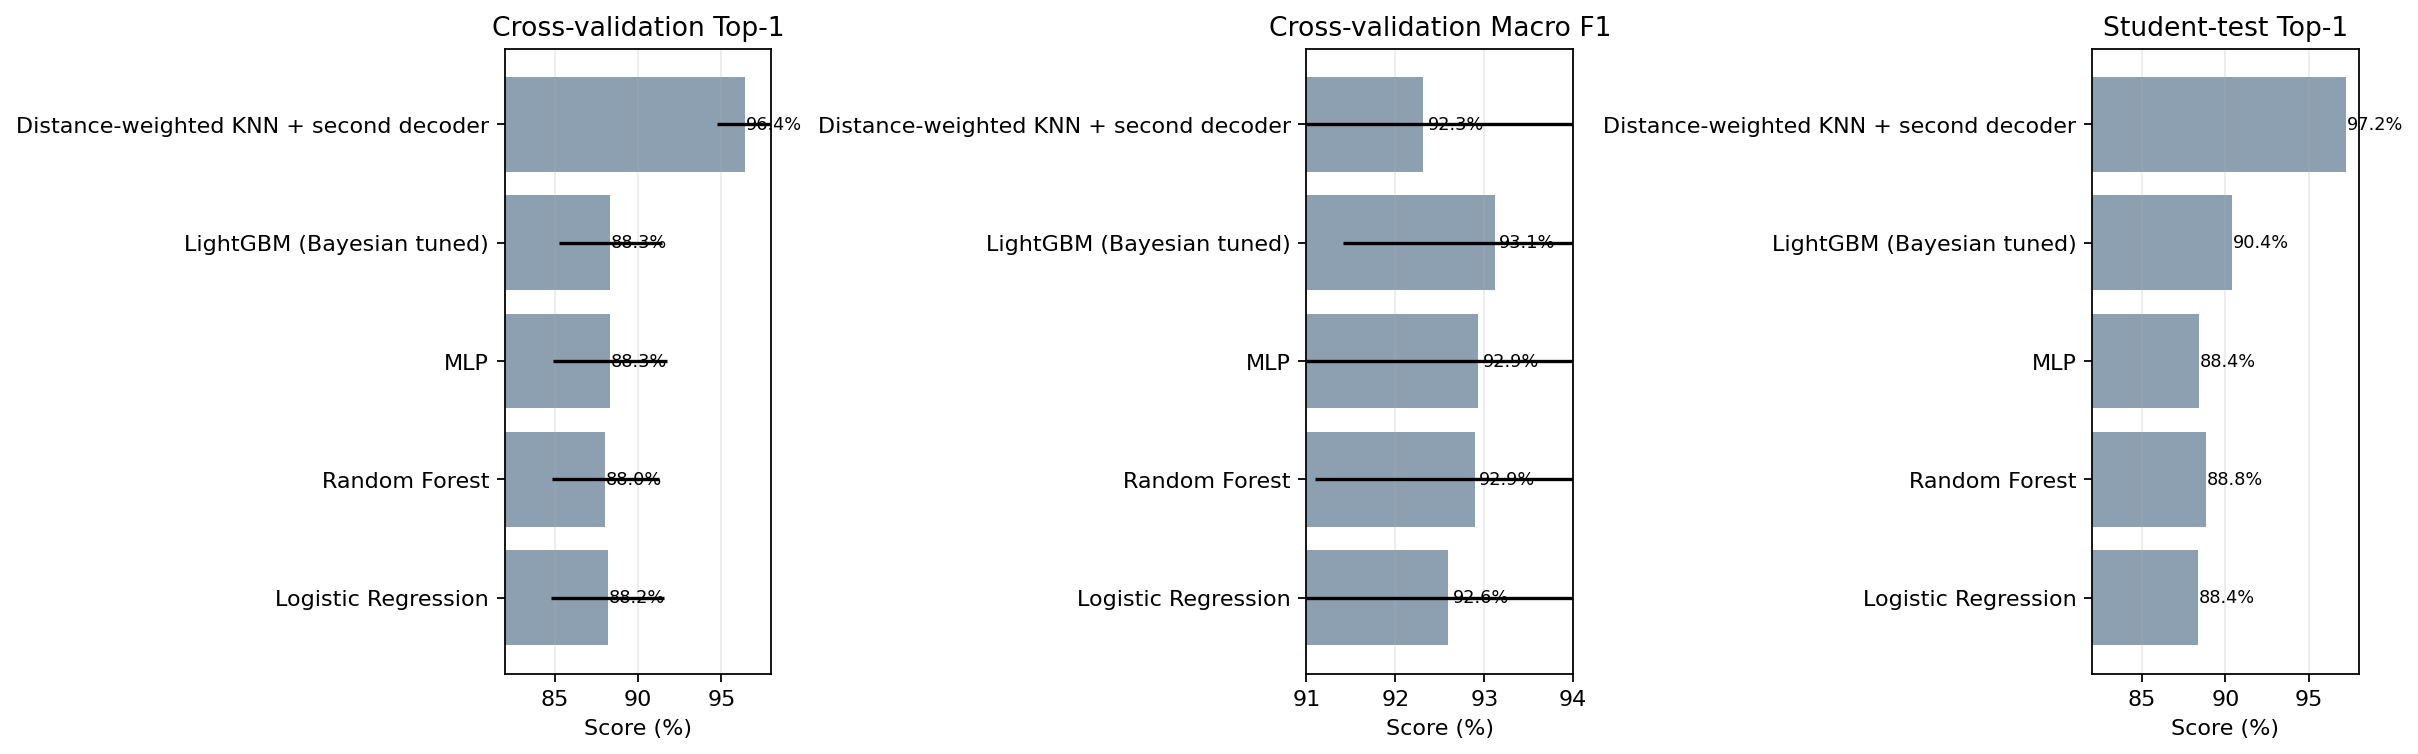 Cross-validation Top-1
Distance-weighted KNN + second decoder
96.4%
LightGBM (Bayesian tuned)
88.3%
MLP
88.3%
Random Forest
88.0%
Logistic Regression
88.2%
85 90 95
Score (%)
Cross-validation Macro F1
Distance-weighted KNN + second decoder
92.3%
LightGBM (Bayesian tuned)
93.1%
MLP
92.9%
Random Forest
92.9%
Logistic Regression
92.6%
91 92 93 94
Score (%)
Student-test Top-1
Distance-weighted KNN + second decoder
97.2%
LightGBM (Bayesian tuned)
90.4%
MLP
88.4%
Random Forest
88.8%
Logistic Regression
88.4%
85 90 95
Score (%)